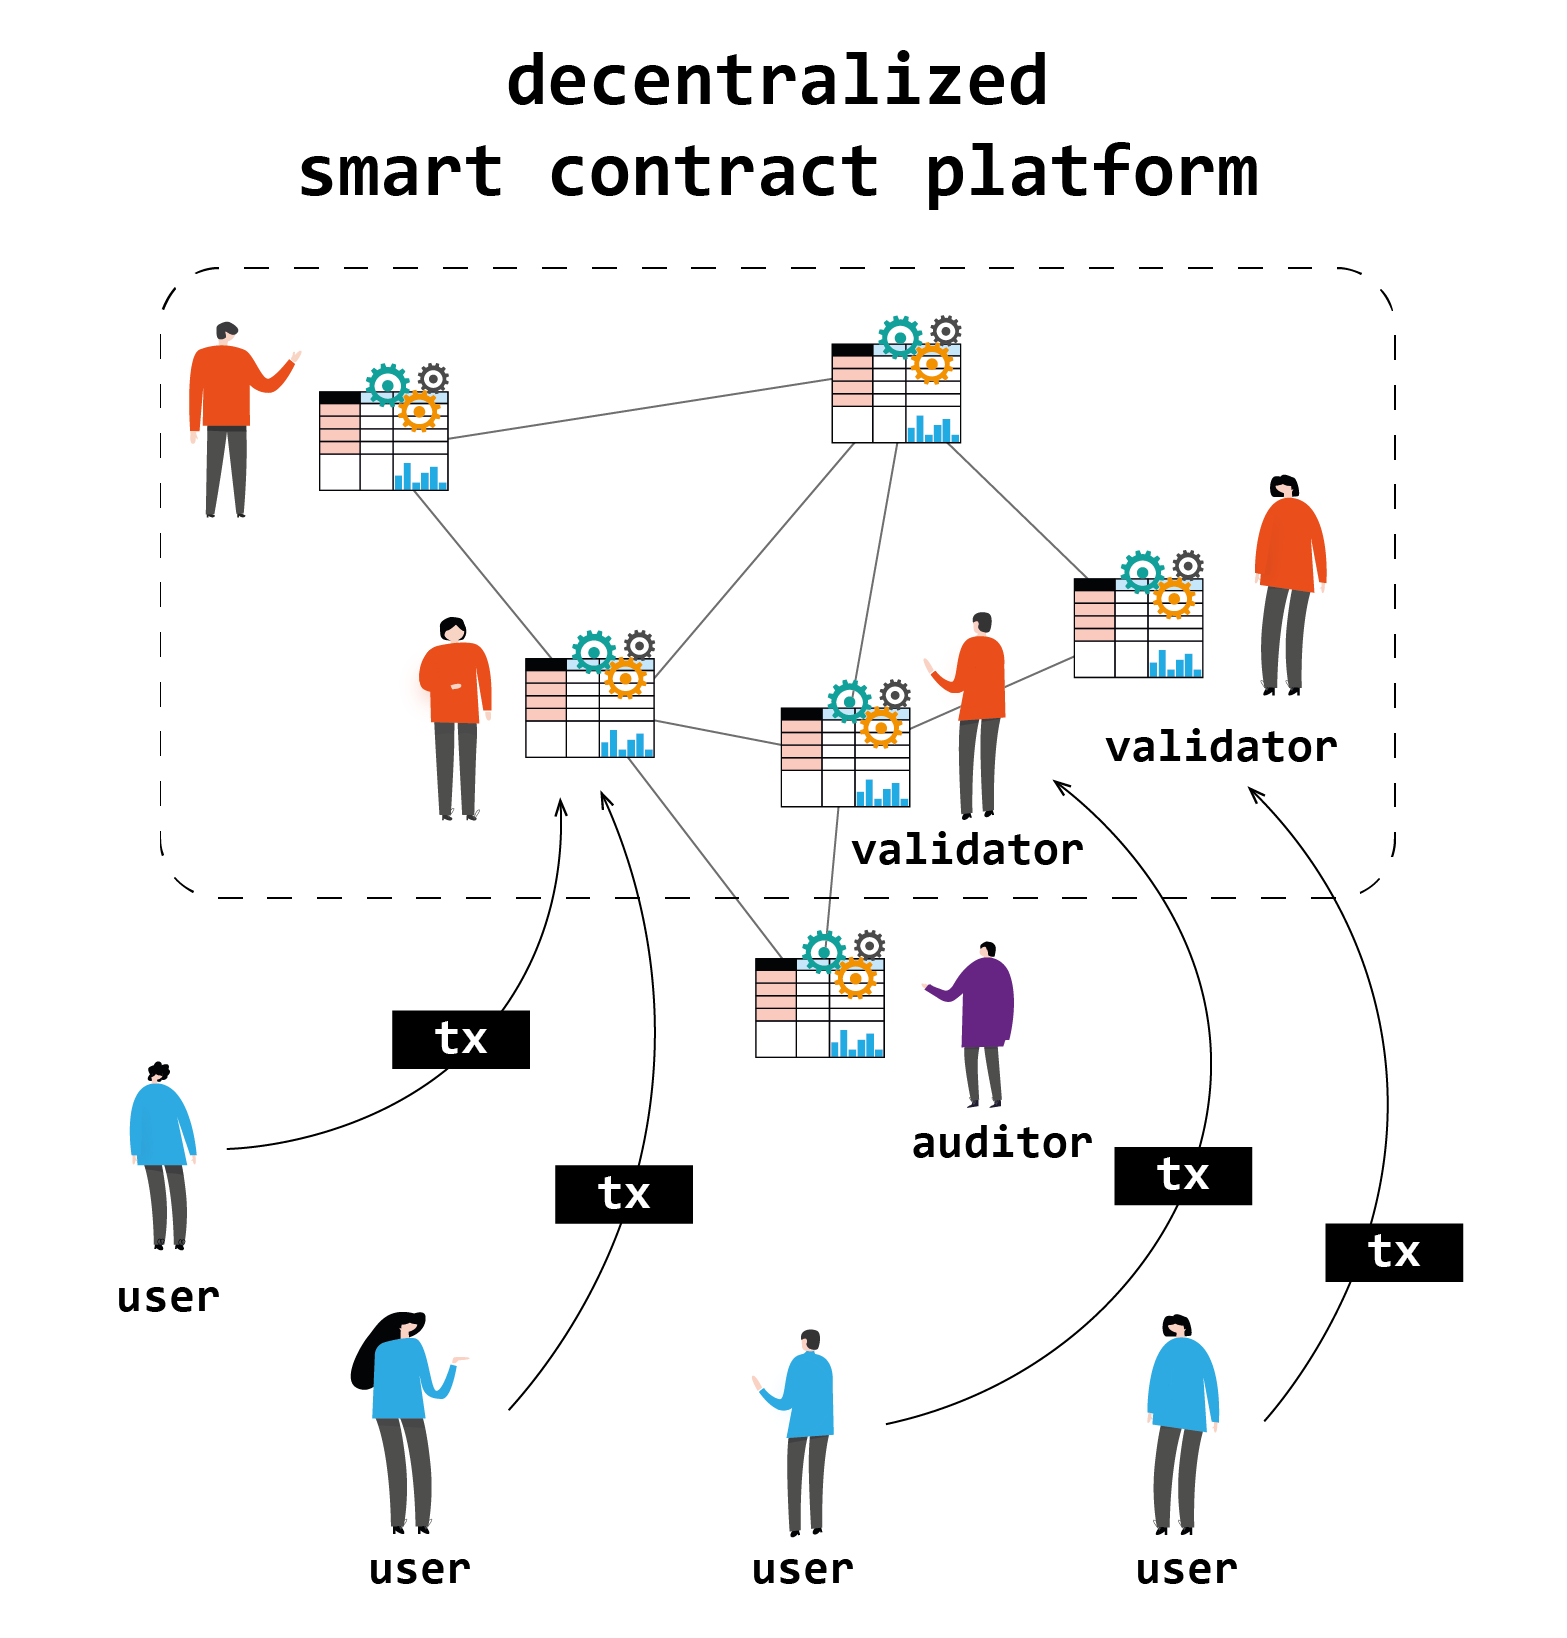 decentralized
smart contract platform
validator
validator
tx
auditor
tx
tx
tx
user
user
user
user